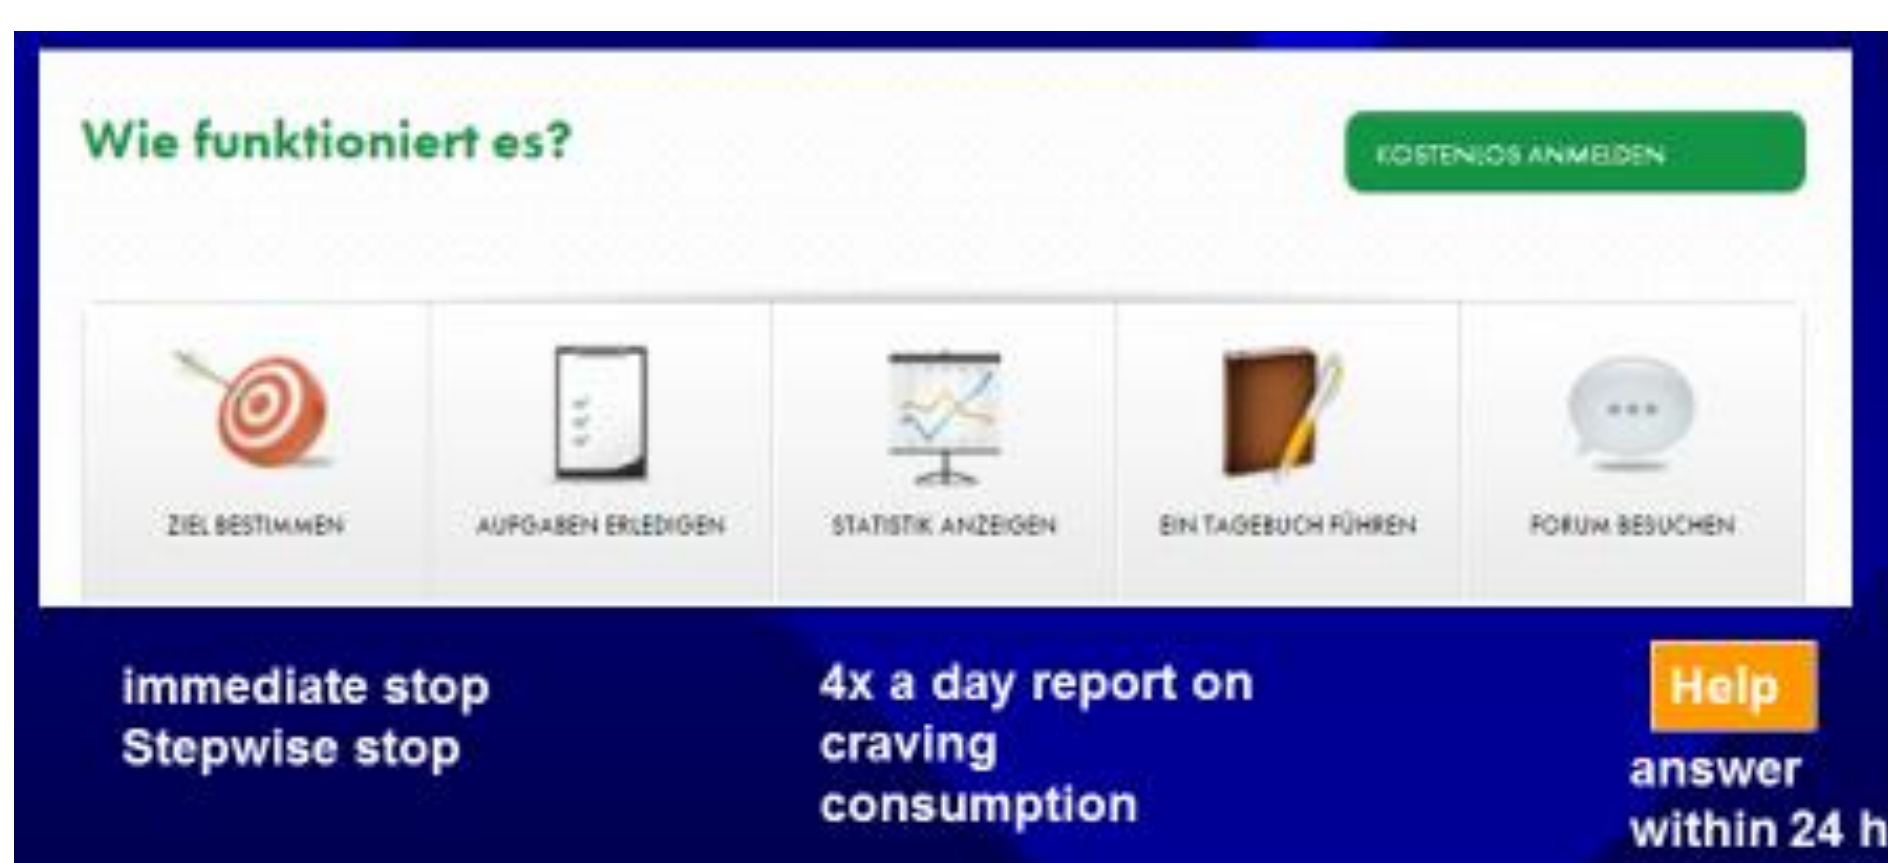 Wie funktioniert es?
KOSTENLOS ANMELDEN
ZIEL BESTIMMEN
AUFGABEN ERLEDIGEN
STATISTIK ANZEIGEN
EIN TAGEBUCH FÜHREN
FORUM BESUCHEN
immediate stop
Stepwise stop
4x a day report on
craving
consumption
Help
answer
within 24 h